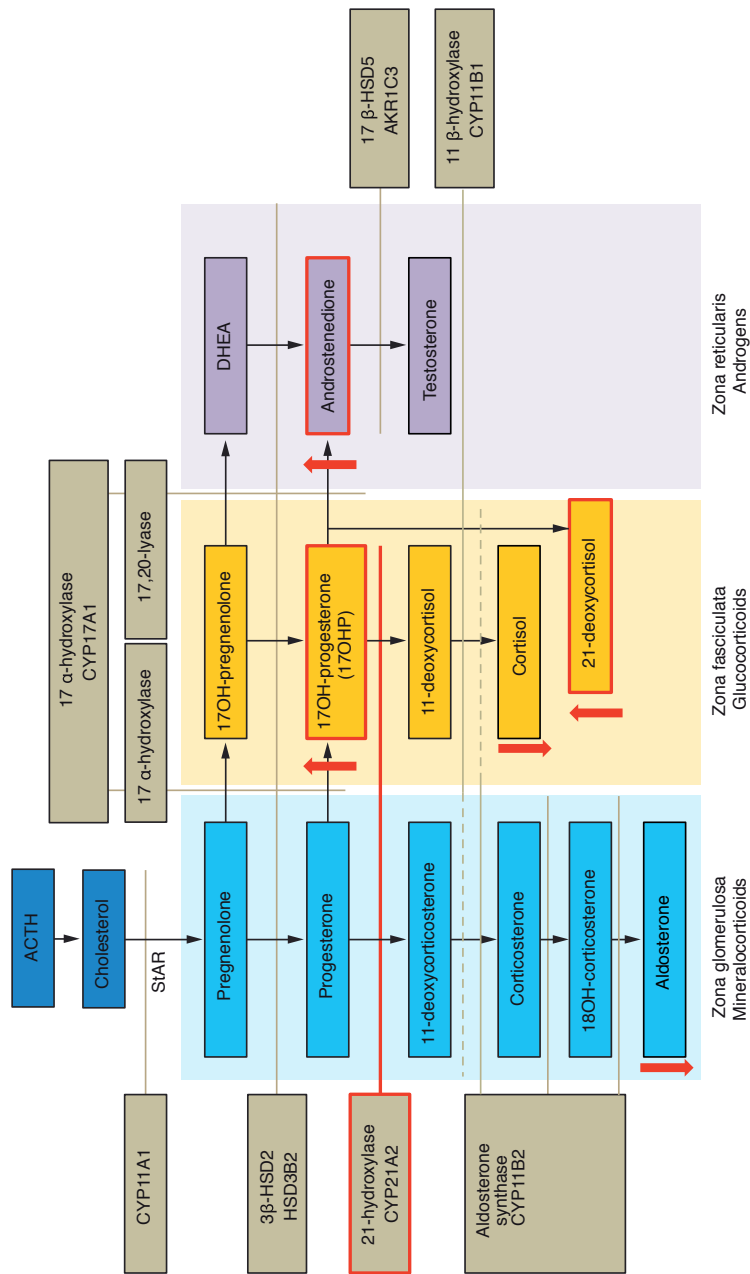 ACTH
Cholesterol
StAR
CYP11A1
17 α-hydroxylase
CYP17A1
17 α-hydroxylase
17,20-lyase
Pregnenolone
17OH-pregnenolone
DHEA
3β-HSD2
HSD3B2
Progesterone
17OH-progesterone
(17OHP)
Androstenedione
17 β-HSD5
AKR1C3
21-hydroxylase
CYP21A2
11-deoxycorticosterone
11-deoxycortisol
Testosterone
11 β-hydroxylase
CYP11B1
Aldosterone
synthase
CYP11B2
Corticosterone
Cortisol
18OH-corticosterone
21-deoxycortisol
Aldosterone
Zona glomerulosa
Mineralocorticoids
Zona fasciculata
Glucocorticoids
Zona reticularis
Androgens